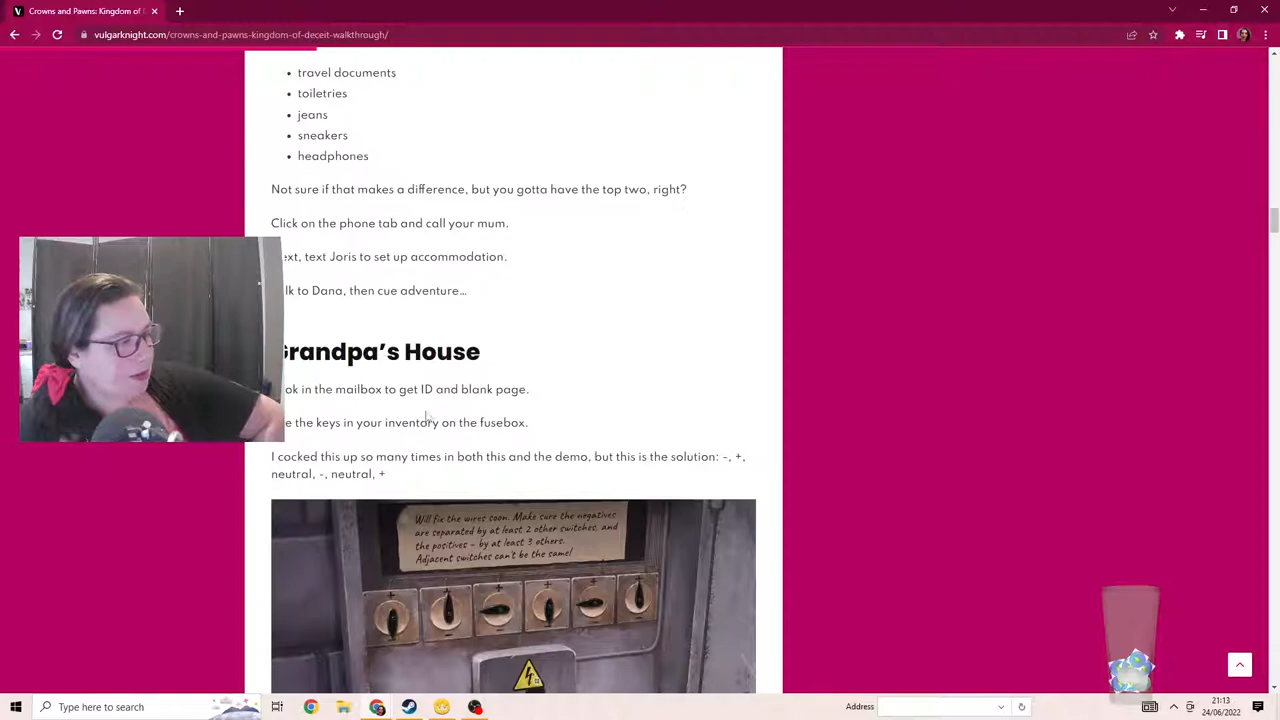 Crowns and Pawns: Kingdom of D
vulgarknight.com/crowns-and-pawns-kingdom-of-deceit-walkthrough/
travel documents
toiletries
jeans
sneakers
headphones
Not sure if that makes a difference, but you gotta have the top two, right?
Click on the phone tab and call your mum.
ext, text Joris to set up accommodation.
lk to Dana, then cue adventure…
Grandpa's House
ok in the mailbox to get ID and blank page.
e the keys in your inventory on the fusebox.
I cocked this up so many times in both this and the demo, but this is the solution: -, +,
neutral, -, neutral, +
Will fix the wires soon. Make sure the negatives
are separated by at least 2 other switches, and
the positives – by at least 3 others.
Adjacent switches can't be the same!
Type here to search
Address
21:13
24/06/2022